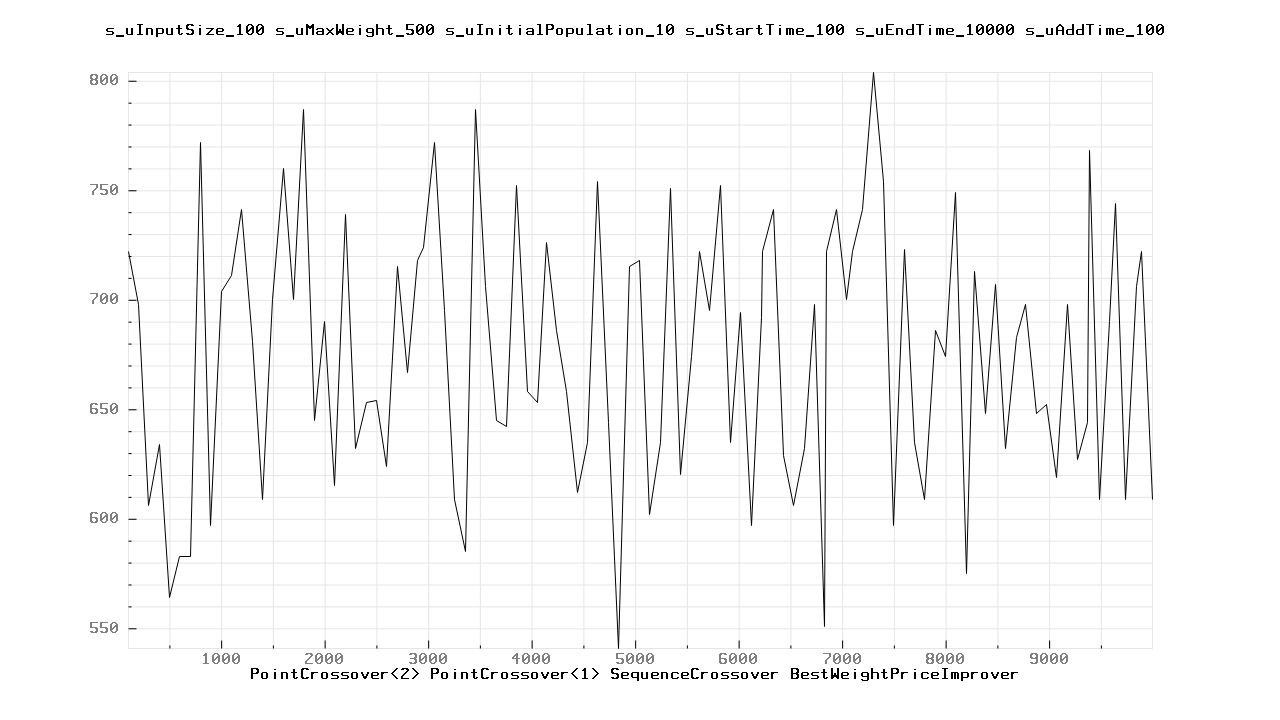 s_uInputSize_100 s_uMaxWeight_500 s_uInitialPopulation_10 s_uStartTime_100 s_uEndTime_10000 s_uAddTime_100
800
750
700
650
600
550
1000 2000 3000 4000 5000 6000 7000 8000 9000
PointCrossover<2> PointCrossover<1> SequenceCrossover BestWeightPriceImprover